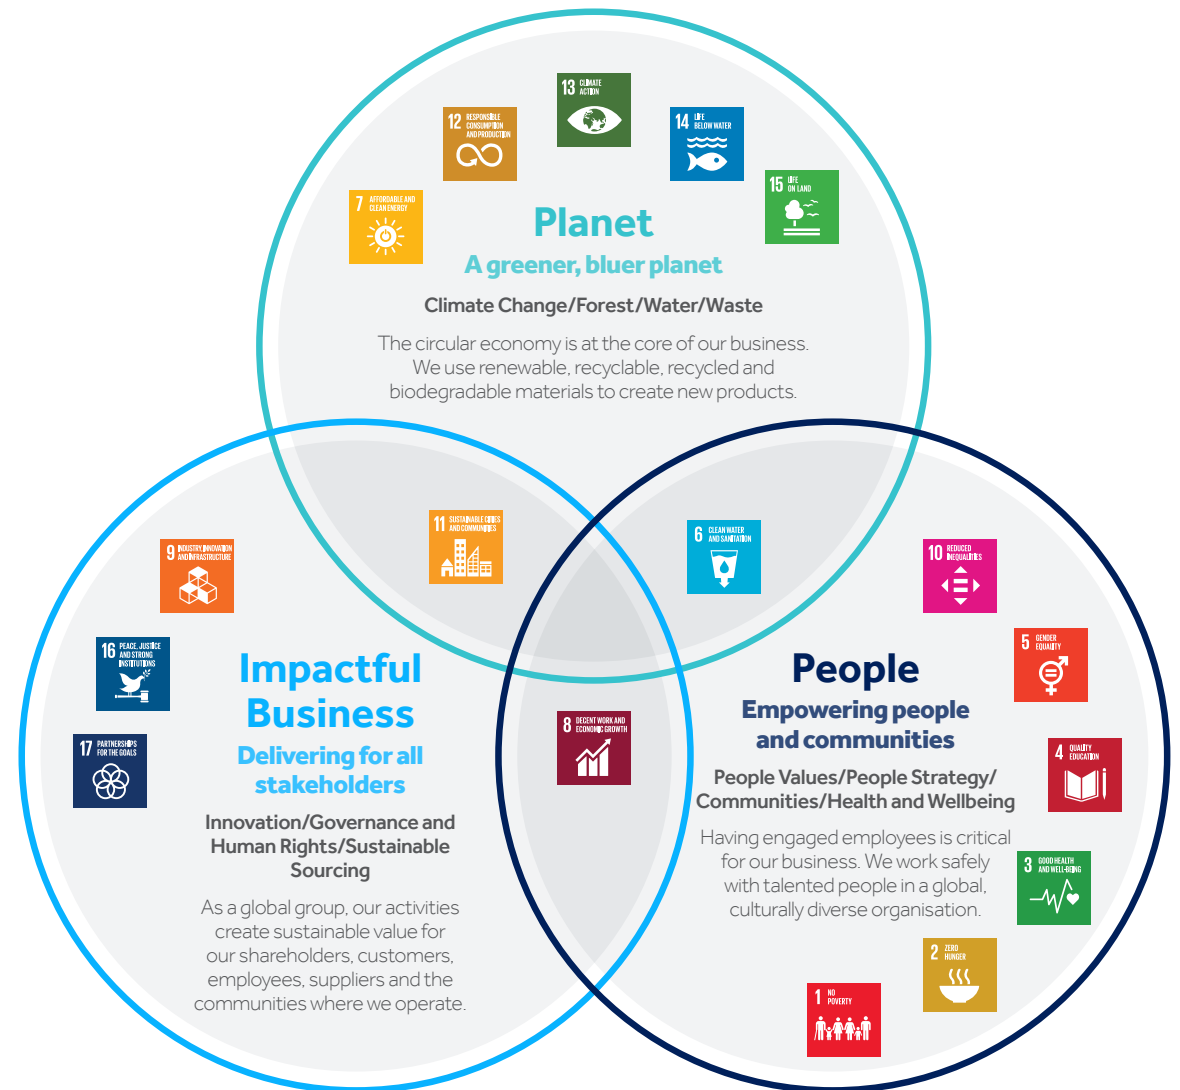 13 CLIMATE
ACTION
12 RESPONSIBLE
CONSUMPTION
AND PRODUCTION
14 LIFE
BELOW WATER
15 LIFE
ON LAND
7 AFFORDABLE AND
CLEAN ENERGY
Planet
A greener, bluer planet
Climate Change/Forest/Water/Waste
The circular economy is at the core of our business.
We use renewable, recyclable, recycled and
biodegradable materials to create new products.
11 SUSTAINABLE CITIES
AND COMMUNITIES
6 CLEAN WATER
AND SANITATION
9 INDUSTRY, INNOVATION
AND INFRASTRUCTURE
16 PEACE, JUSTICE
AND STRONG
INSTITUTIONS
17 PARTNERSHIPS
FOR THE GOALS
Impactful
Business
Delivering for all
stakeholders
Innovation/Governance and
Human Rights/Sustainable
Sourcing
As a global group, our activities
create sustainable value for
our shareholders, customers,
employees, suppliers and the
communities where we operate.
8 DECENT WORK AND
ECONOMIC GROWTH
10 REDUCED
INEQUALITIES
5 GENDER
EQUALITY
4 QUALITY
EDUCATION
3 GOOD HEALTH
AND WELL-BEING
2 ZERO
HUNGER
1 NO
POVERTY
People
Empowering people
and communities
People Values/People Strategy/
Communities/Health and Wellbeing
Having engaged employees is critical
for our business. We work safely
with talented people in a global,
culturally diverse organisation.